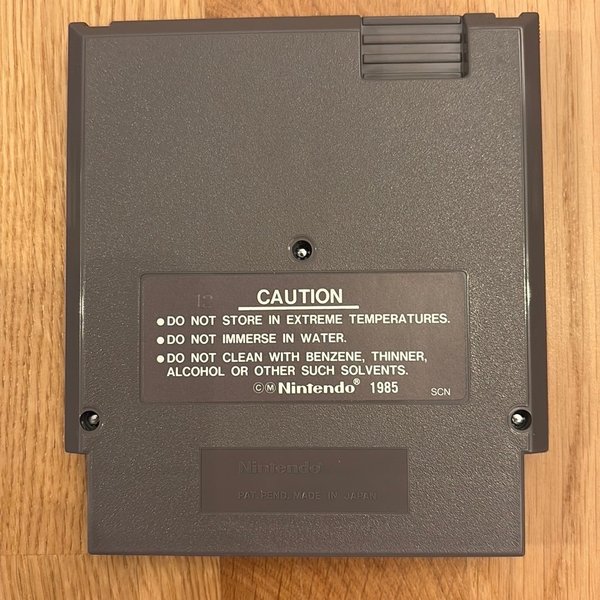 12
CAUTION
●DO NOT STORE IN EXTREME TEMPERATURES.
●DO NOT IMMERSE IN WATER.
●DO NOT CLEAN WITH BENZENE, THINNER,
ALCOHOL OR OTHER SUCH SOLVENTS.
©Ⓜ Nintendo® 1985
SCN
Nintendo®
PAT. PEND. MADE IN JAPAN